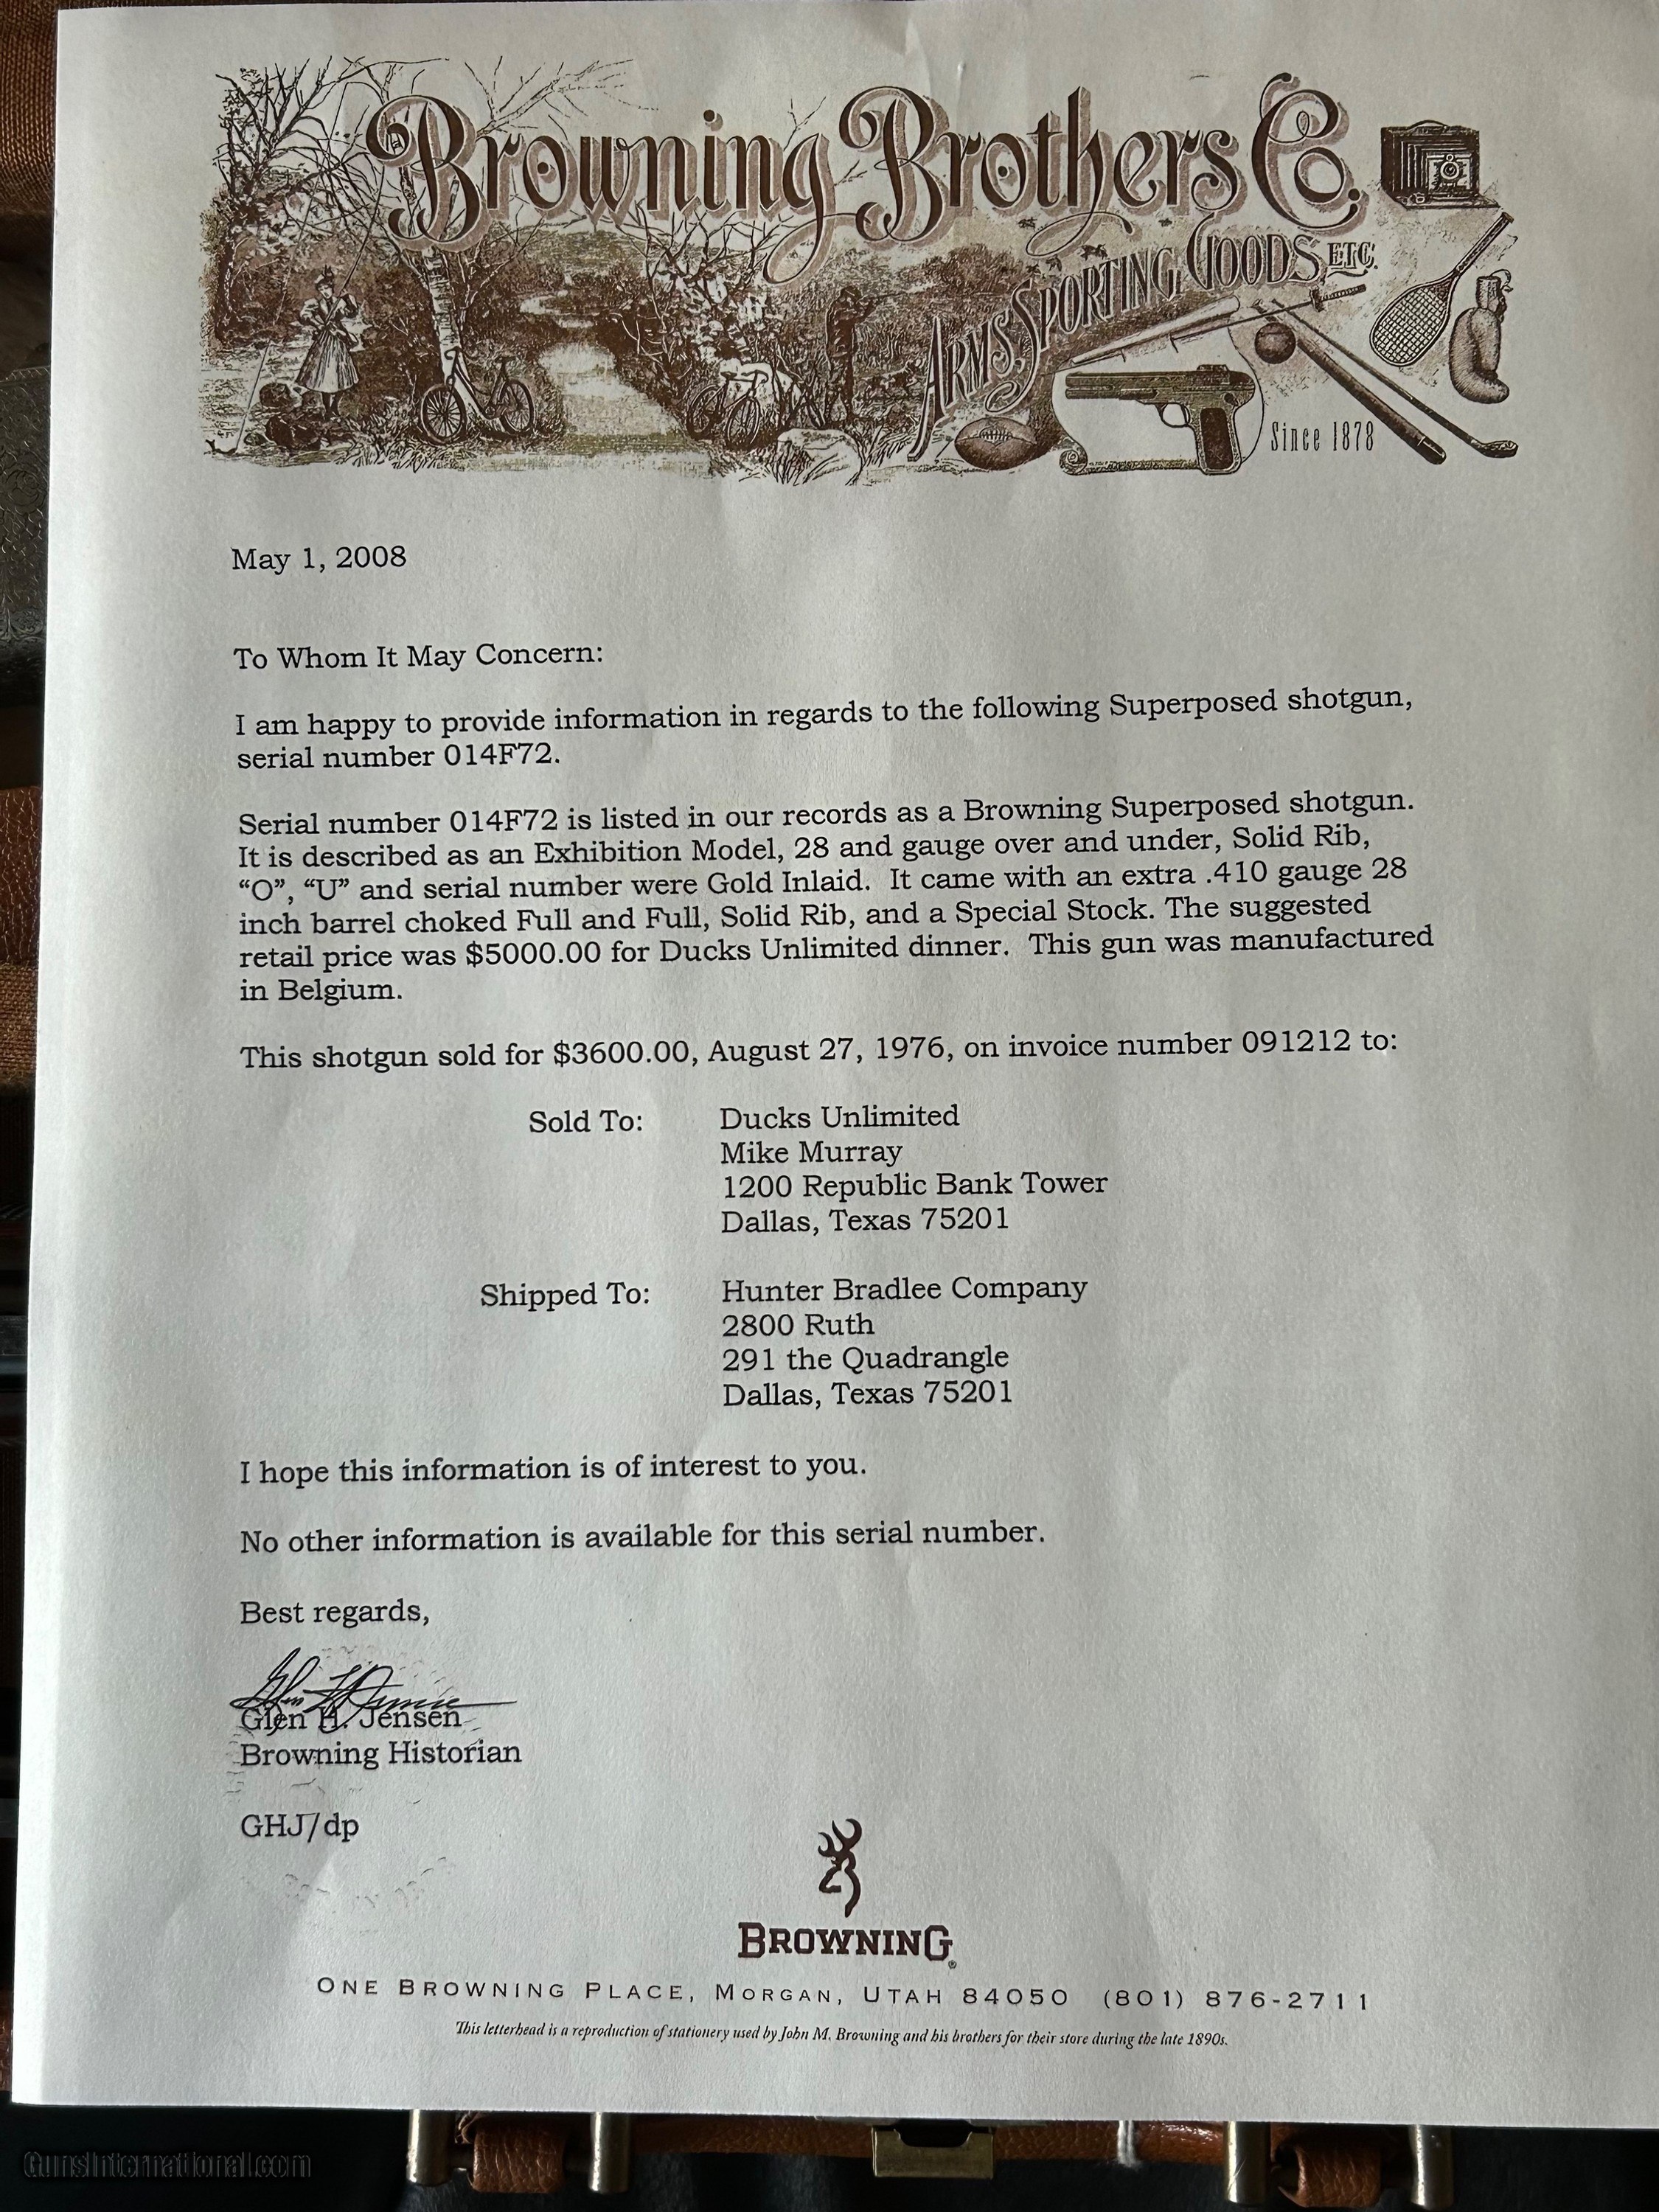 Browning Brothers Co.
ARMS, SPORTING GOODS, ETC.
Since 1878
May 1, 2008
To Whom It May Concern:
I am happy to provide information in regards to the following Superposed shotgun,
serial number 014F72.
Serial number 014F72 is listed in our records as a Browning Superposed shotgun.
It is described as an Exhibition Model, 28 and gauge over and under, Solid Rib,
“O”, “U” and serial number were Gold Inlaid. It came with an extra .410 gauge 28
inch barrel choked Full and Full, Solid Rib, and a Special Stock. The suggested
retail price was $5000.00 for Ducks Unlimited dinner. This gun was manufactured
in Belgium.
This shotgun sold for $3600.00, August 27, 1976, on invoice number 091212 to:
Sold To: Ducks Unlimited
Mike Murray
1200 Republic Bank Tower
Dallas, Texas 75201
Shipped To: Hunter Bradlee Company
2800 Ruth
291 the Quadrangle
Dallas, Texas 75201
I hope this information is of interest to you.
No other information is available for this serial number.
Best regards,
Glen H. Jensen
Browning Historian
GHJ/dp
BROWNING®
ONE BROWNING PLACE, MORGAN, UTAH 84050 (801) 876-2711
This letterhead is a reproduction of stationery used by John M. Browning and his brothers for their store during the late 1890s.
GunsInternational.com